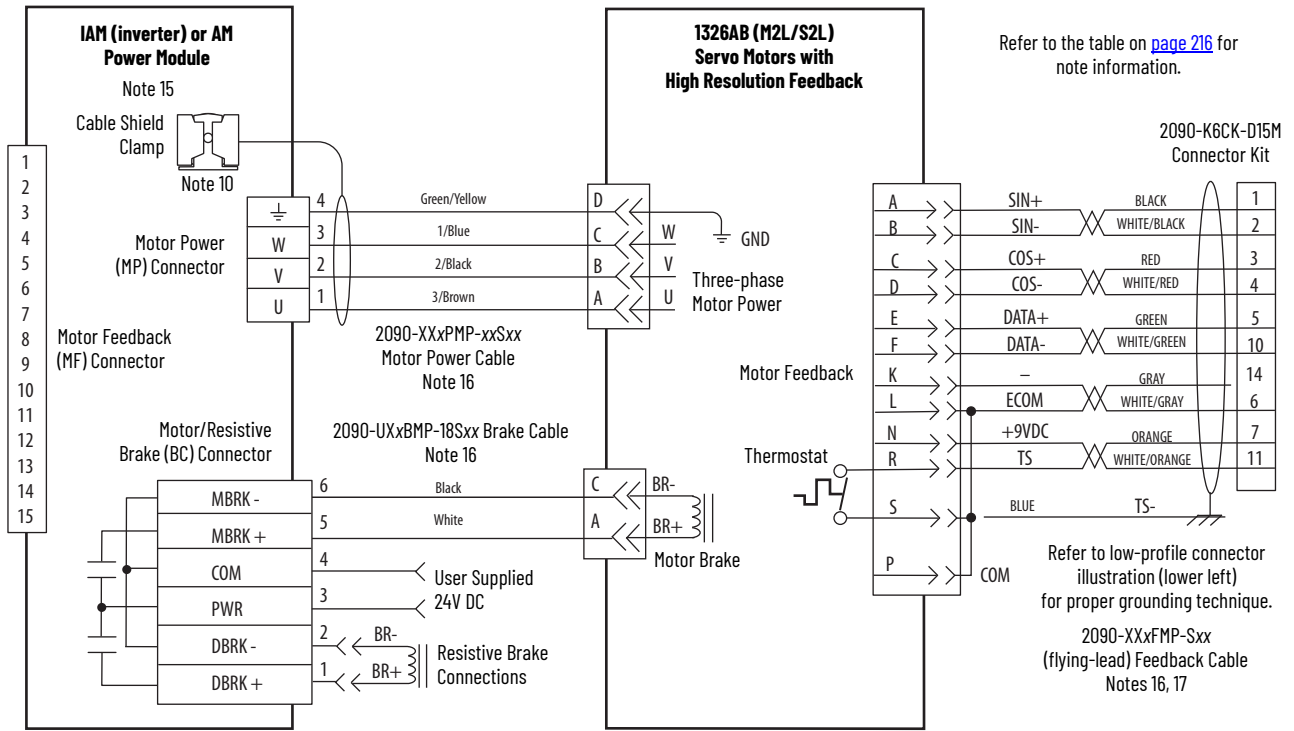 IAM (inverter) or AM
Power Module
Note 15
Cable Shield
Clamp
Note 10
1
2
3
4
5
6
7
8
9
10
11
12
13
14
15
Motor Feedback
(MF) Connector
Motor Power
(MP) Connector
W
V
U
4
3
2
1
Green/Yellow
1/Blue
2/Black
3/Brown
2090-XXxPMP-xxSxx
Motor Power Cable
Note 16
D
C
B
A
W
V
U
GND
Three-phase
Motor Power
Motor/Resistive
Brake (BC) Connector
MBRK -
MBRK +
COM
PWR
DBRK -
DBRK +
6
5
4
3
2
1
2090-UXxBMP-18Sxx Brake Cable
Note 16
Black
White
User Supplied
24V DC
BR-
BR+
Resistive Brake
Connections
C
A
BR-
BR+
Motor Brake
1326AB (M2L/S2L)
Servo Motors with
High Resolution Feedback
Motor Feedback
Thermostat
A
B
C
D
E
F
K
L
N
R
S
P
SIN+
SIN-
COS+
COS-
DATA+
DATA-
–
ECOM
+9VDC
TS
COM
BLACK
WHITE/BLACK
RED
WHITE/RED
GREEN
WHITE/GREEN
GRAY
WHITE/GRAY
ORANGE
WHITE/ORANGE
BLUE
TS-
Refer to the table on page 216 for
note information.
2090-K6CK-D15M
Connector Kit
1
2
3
4
5
10
14
6
7
11
Refer to low-profile connector
illustration (lower left)
for proper grounding technique.
2090-XXxFMP-Sxx
(flying-lead) Feedback Cable
Notes 16, 17